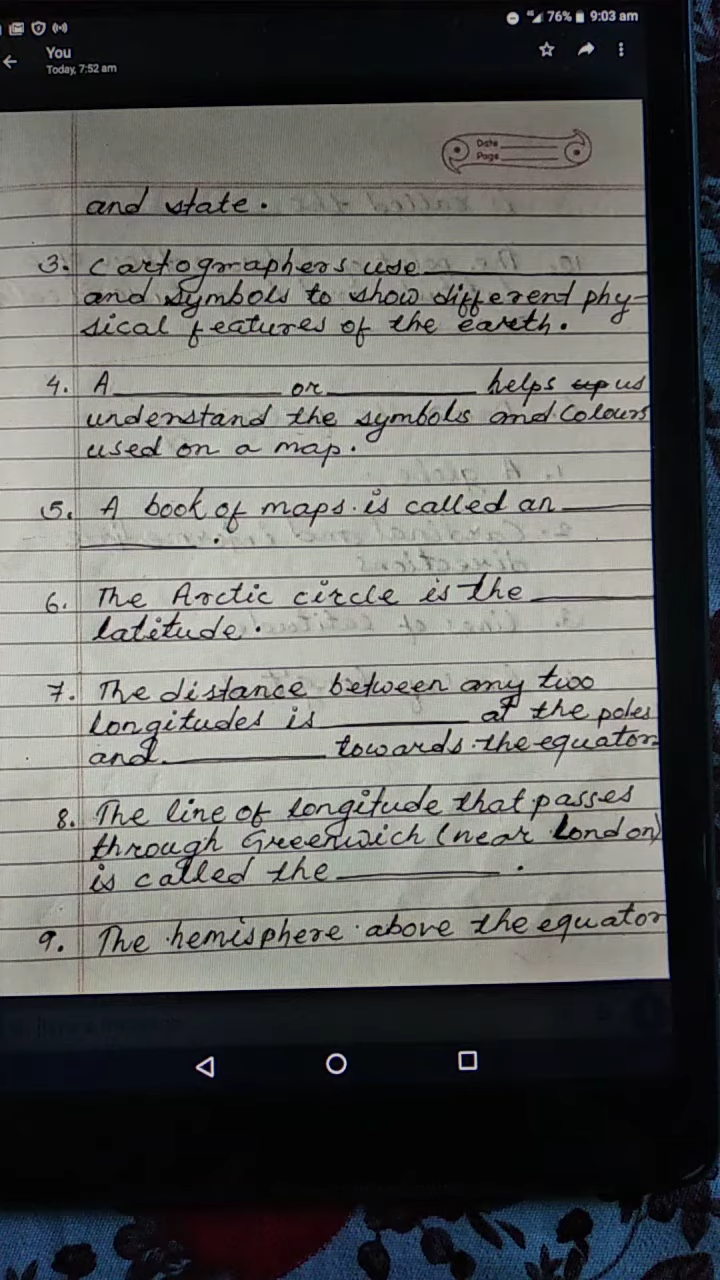 76% 9:03 am
You
Today, 7:52 am
Date
Page
and state.
3. Cartographers use
and symbols to show different phy-
sical features of the earth.
4. A or helps up us
understand the symbols and colours
used on a map.
5. A book of maps is called an
.
6. The Arctic circle is the
latitude.
7. The distance between any two
longitudes is at the poles
and towards the equator
8. The line of longitude that passes
through Greenwich (near London)
is called the .
9. The hemisphere above the equator